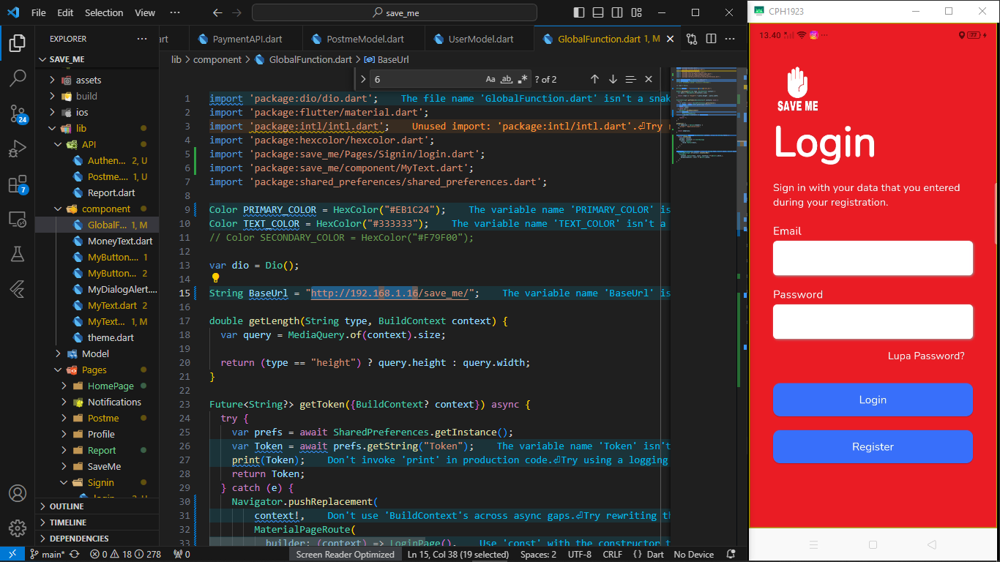 File Edit Selection View ··· save_me
CPH1923
EXPLORER ···
art PaymentAPI.dart PostmeModel.dart UserModel.dart GlobalFunction.dart 1, M
SAVE_ME
lib > component > GlobalFunction.dart > BaseUrl
6 Aa ab .* ? of 2
assets
build
ios
lib
API
Authen... 2, U
Postme.... 1, U
Report.dart
component
GlobalF... 1, M
MoneyText.dart
MyButton.... 1
MyButton.... 2
MyDialogAlert....
MyText.dart 2
MyText... 1, M
theme.dart
Model
Pages
HomePage
Notifications
Postme
Profile
Report
SaveMe
Signin
OUTLINE
TIMELINE
DEPENDENCIES
24
7
1 import 'package:dio/dio.dart'; The file name 'GlobalFunction.dart' isn't a snak
2 import 'package:flutter/material.dart';
3 import 'package:intl/intl.dart'; Unused import: 'package:intl/intl.dart'.⏎Try r
4 import 'package:hexcolor/hexcolor.dart';
5 import 'package:save_me/Pages/Signin/login.dart';
6 import 'package:save_me/component/MyText.dart';
7 import 'package:shared_preferences/shared_preferences.dart';
8
9 Color PRIMARY_COLOR = HexColor("#EB1C24"); The variable name 'PRIMARY_COLOR' is
10 Color TEXT_COLOR = HexColor("#333333"); The variable name 'TEXT_COLOR' isn't a
11 // Color SECONDARY_COLOR = HexColor("#F79F00");
12
13 var dio = Dio();
14
15 String BaseUrl = "http://192.168.1.16/save_me/"; The variable name 'BaseUrl' is
16
17 double getLength(String type, BuildContext context) {
18 var query = MediaQuery.of(context).size;
19
20 return (type == "height") ? query.height : query.width;
21 }
22
23 Future<String?> getToken({BuildContext? context}) async {
24 try {
25 var prefs = await SharedPreferences.getInstance();
26 var Token = await prefs.getString("Token"); The variable name 'Token' isn't
27 print(Token); Don't invoke 'print' in production code.⏎Try using a logging
28 return Token;
29 } catch (e) {
30 Navigator.pushReplacement(
31 context!, Don't use 'BuildContext's across async gaps.⏎Try rewriting th
32 MaterialPageRoute(
33 builder: (context) => LoginPage(), Use 'const' with the constructor t
main* 0 18 278 0 Screen Reader Optimized Ln 15, Col 38 (19 selected) Spaces: 2 UTF-8 CRLF {} Dart No Device
13.40 77
SAVE ME
Login
Sign in with your data that you entered
during your registration.
Email
Password
Lupa Password?
Login
Register